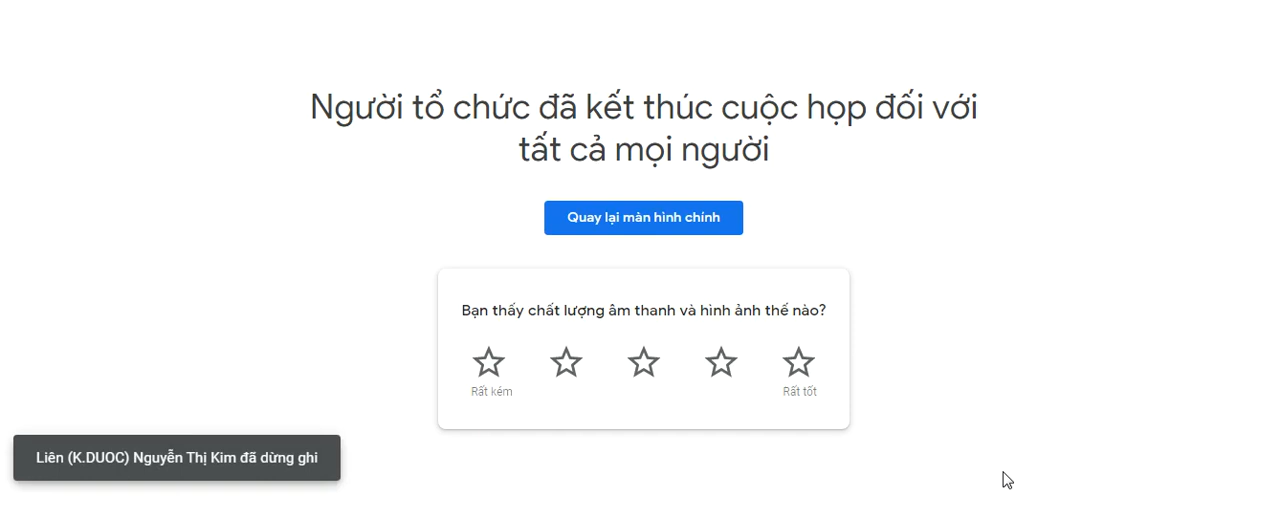 Người tổ chức đã kết thúc cuộc họp đối với
tất cả mọi người
Quay lại màn hình chính
Bạn thấy chất lượng âm thanh và hình ảnh thế nào?
Rất kém
Rất tốt
Liên (K.DUOC) Nguyễn Thị Kim đã dừng ghi